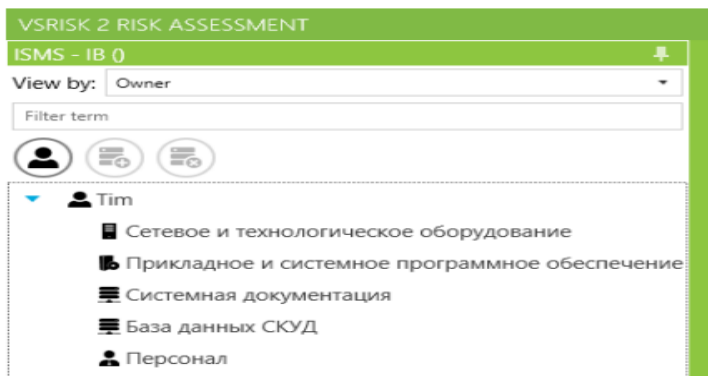 VSRISK 2 RISK ASSESSMENT
ISMS - IB ()
View by: Owner
Filter term
Tim
Сетевое и технологическое оборудование
Прикладное и системное программное обеспечение
Системная документация
База данных СКУД
Персонал